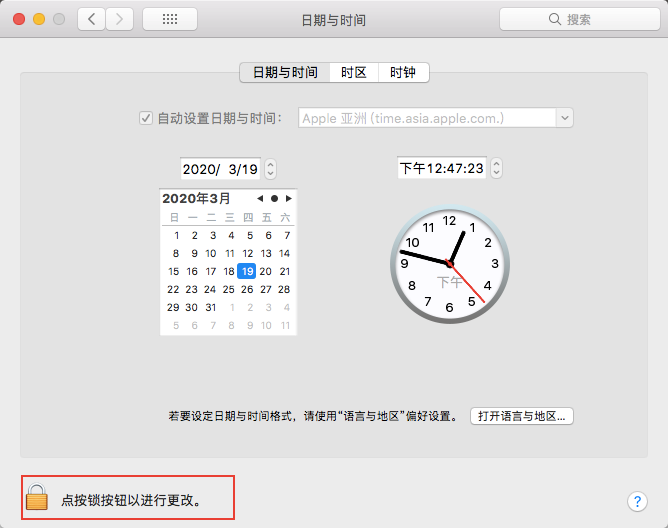 日期与时间
搜索
日期与时间 时区 时钟
自动设置日期与时间： Apple 亚洲 (time.asia.apple.com.)
2020/ 3/19
下午12:47:23
2020年3月
日 一 二 三 四 五 六
1 2 3 4 5 6 7
8 9 10 11 12 13 14
15 16 17 18 19 20 21
22 23 24 25 26 27 28
29 30 31 1 2 3 4
5 6 7 8 9 10 11
12
11 1
10 2
9 3
下午
8 4
7 5
6
若要设定日期与时间格式，请使用“语言与地区”偏好设置。 打开语言与地区...
点按锁按钮以进行更改。
?